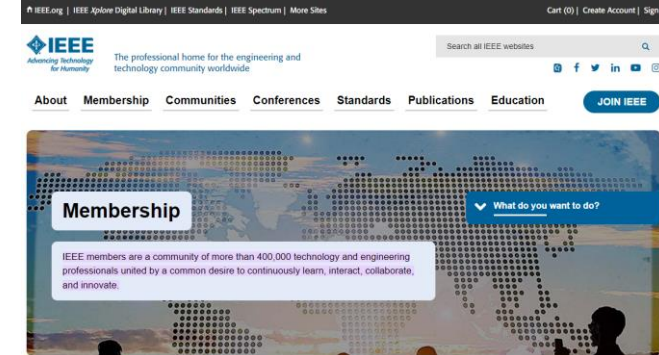 IEEE.org | IEEE Xplore Digital Library | IEEE Standards | IEEE Spectrum | More Sites
Cart (0) | Create Account | Sign
IEEE
Advancing Technology
for Humanity
The professional home for the engineering and
technology community worldwide
Search all IEEE websites
About Membership Communities Conferences Standards Publications Education
JOIN IEEE
Membership
What do you want to do?
IEEE members are a community of more than 400,000 technology and engineering
professionals united by a common desire to continuously learn, interact, collaborate,
and innovate.